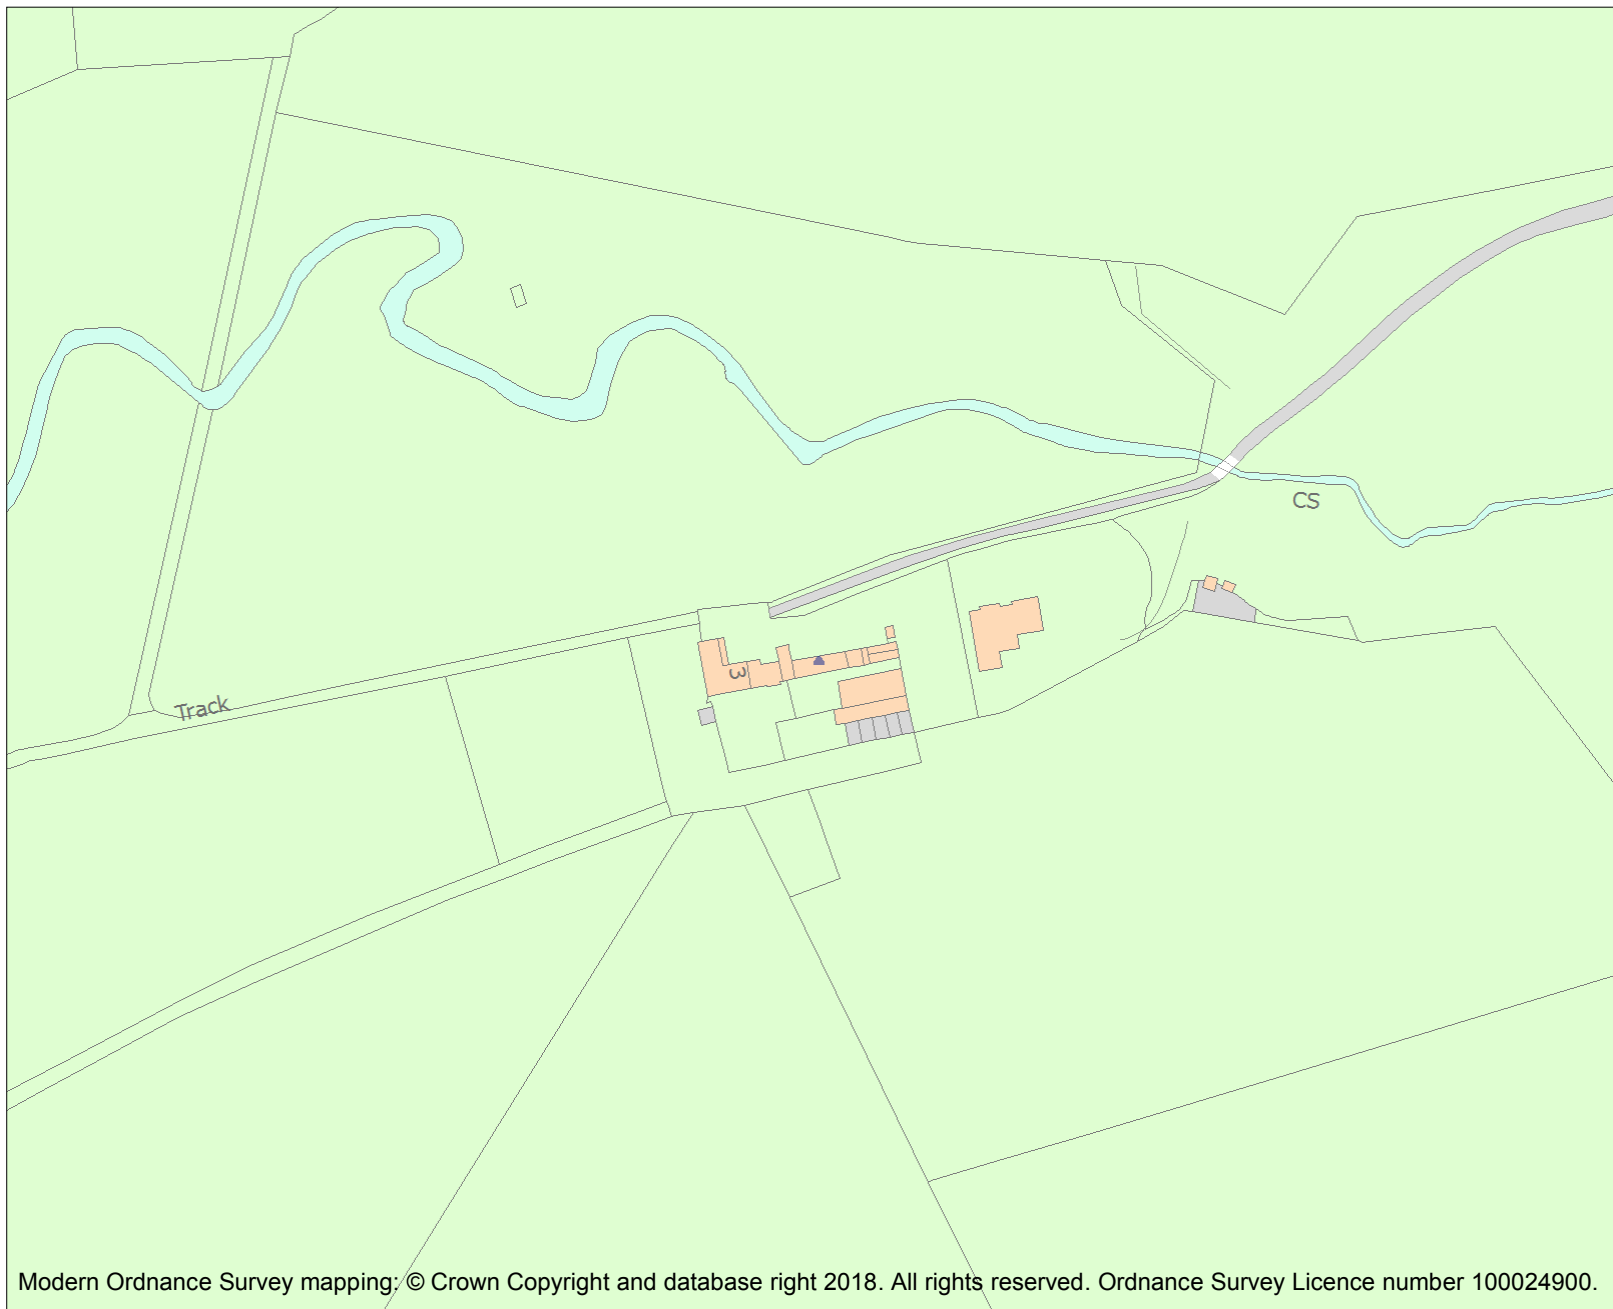 CS
3
Track
Modern Ordnance Survey mapping: © Crown Copyright and database right 2018. All rights reserved. Ordnance Survey Licence number 100024900.